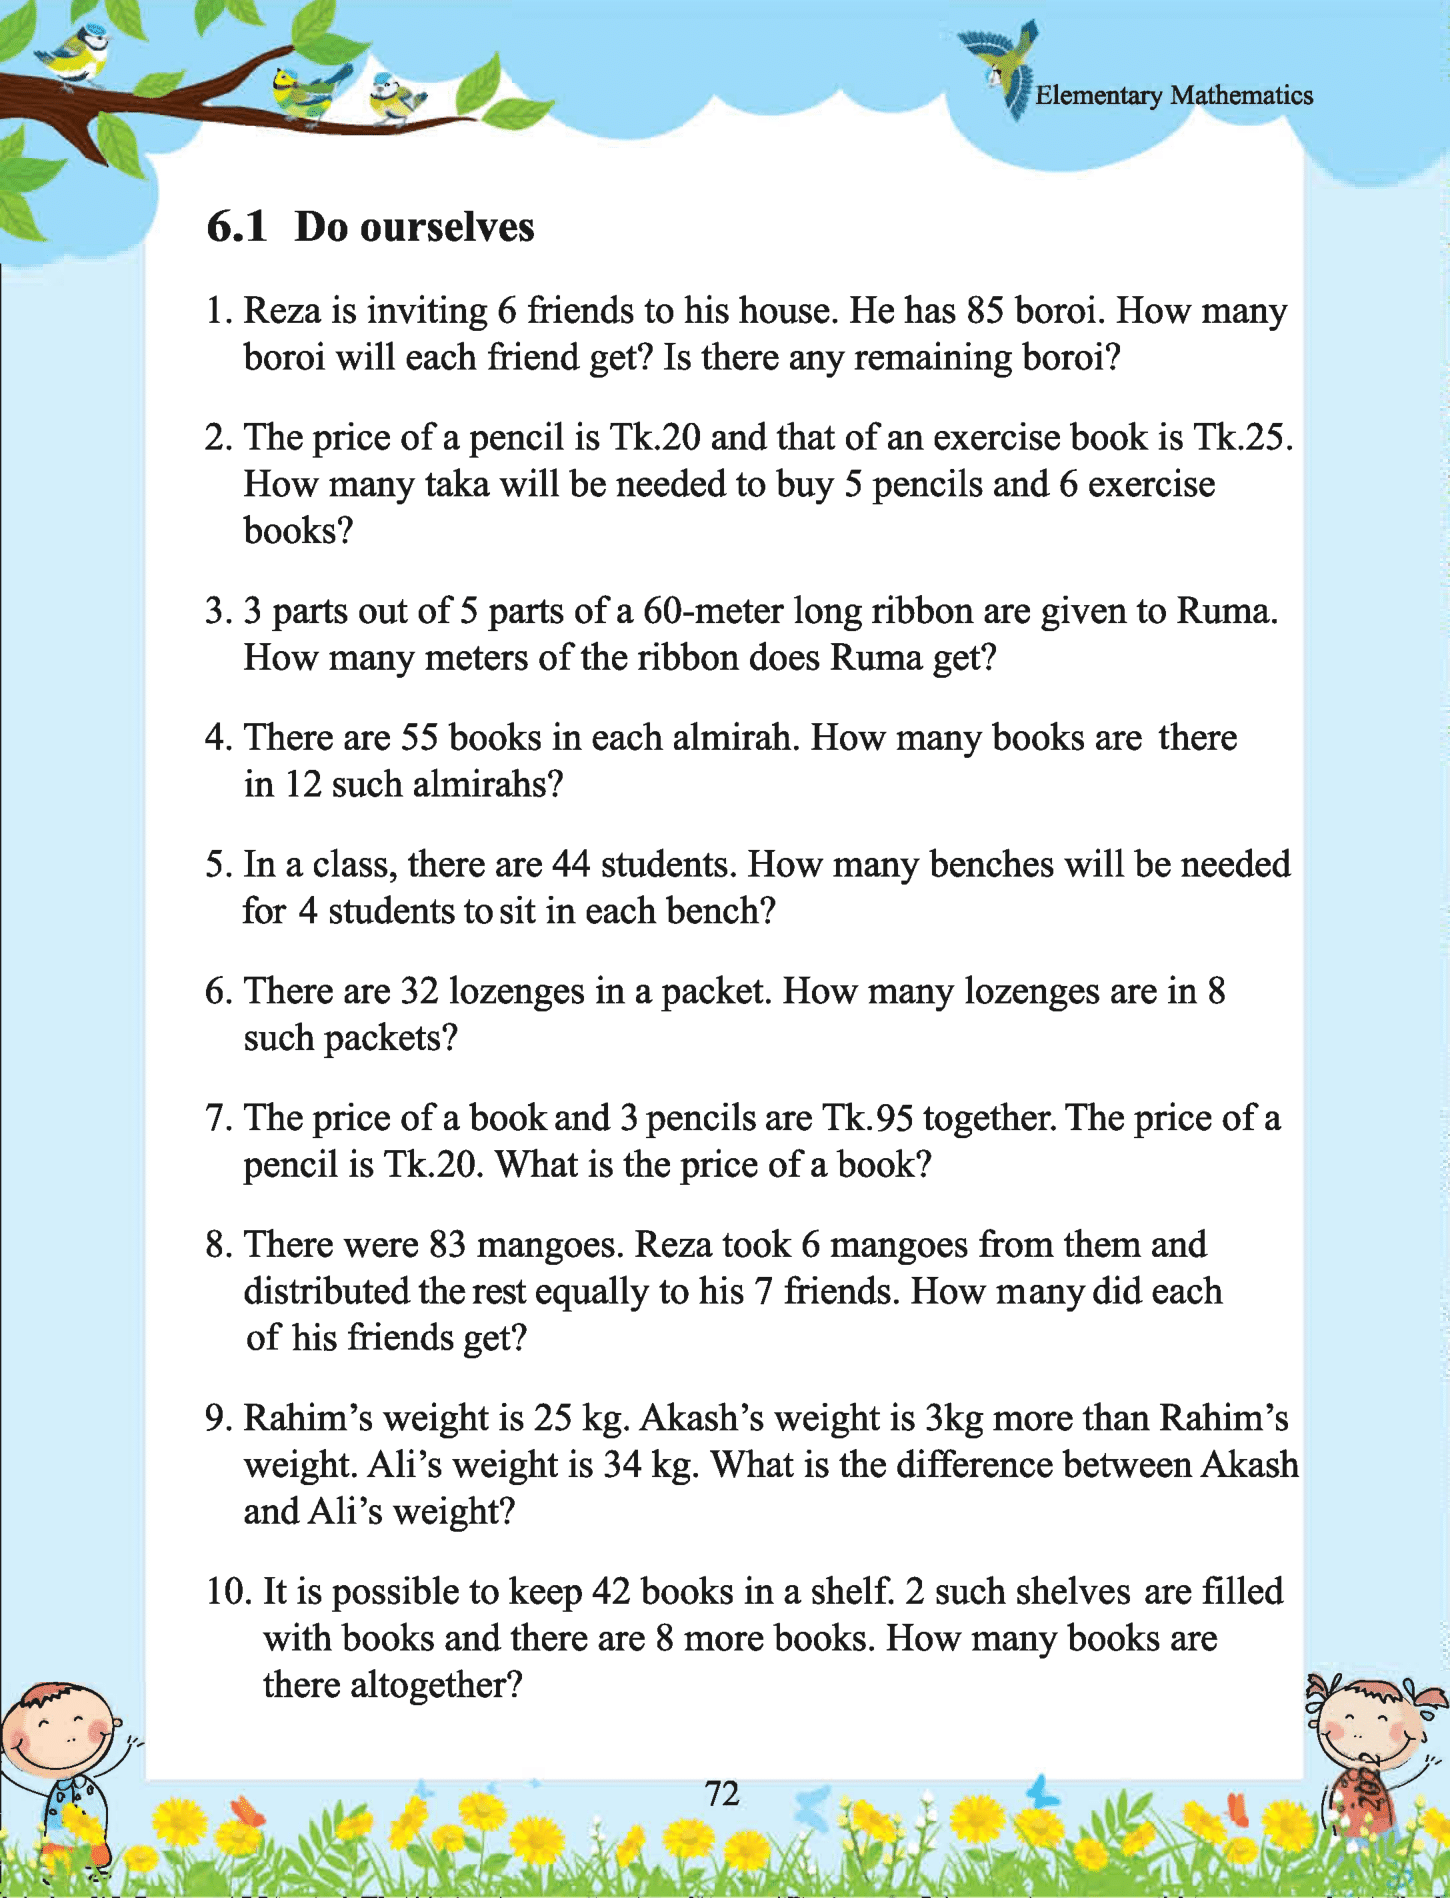 Elementary Mathematics
6.1 Do ourselves
1. Reza is inviting 6 friends to his house. He has 85 boroi. How many
boroi will each friend get? Is there any remaining boroi?
2. The price of a pencil is Tk.20 and that of an exercise book is Tk.25.
How many taka will be needed to buy 5 pencils and 6 exercise
books?
3. 3 parts out of 5 parts of a 60-meter long ribbon are given to Ruma.
How many meters of the ribbon does Ruma get?
4. There are 55 books in each almirah. How many books are there
in 12 such almirahs?
5. In a class, there are 44 students. How many benches will be needed
for 4 students to sit in each bench?
6. There are 32 lozenges in a packet. How many lozenges are in 8
such packets?
7. The price of a book and 3 pencils are Tk.95 together. The price of a
pencil is Tk.20. What is the price of a book?
8. There were 83 mangoes. Reza took 6 mangoes from them and
distributed the rest equally to his 7 friends. How many did each
of his friends get?
9. Rahim’s weight is 25 kg. Akash’s weight is 3kg more than Rahim’s
weight. Ali’s weight is 34 kg. What is the difference between Akash
and Ali’s weight?
10. It is possible to keep 42 books in a shelf. 2 such shelves are filled
with books and there are 8 more books. How many books are
there altogether?
72
2022